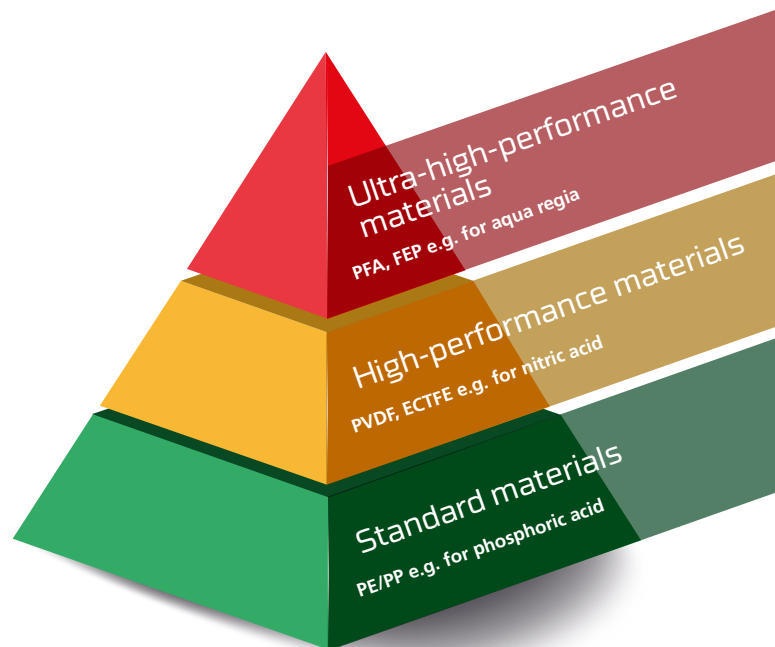 Ultra-high-performance
materials
PFA, FEP e.g. for aqua regia
High-performance materials
PVDF, ECTFE e.g. for nitric acid
Standard materials
PE/PP e.g. for phosphoric acid